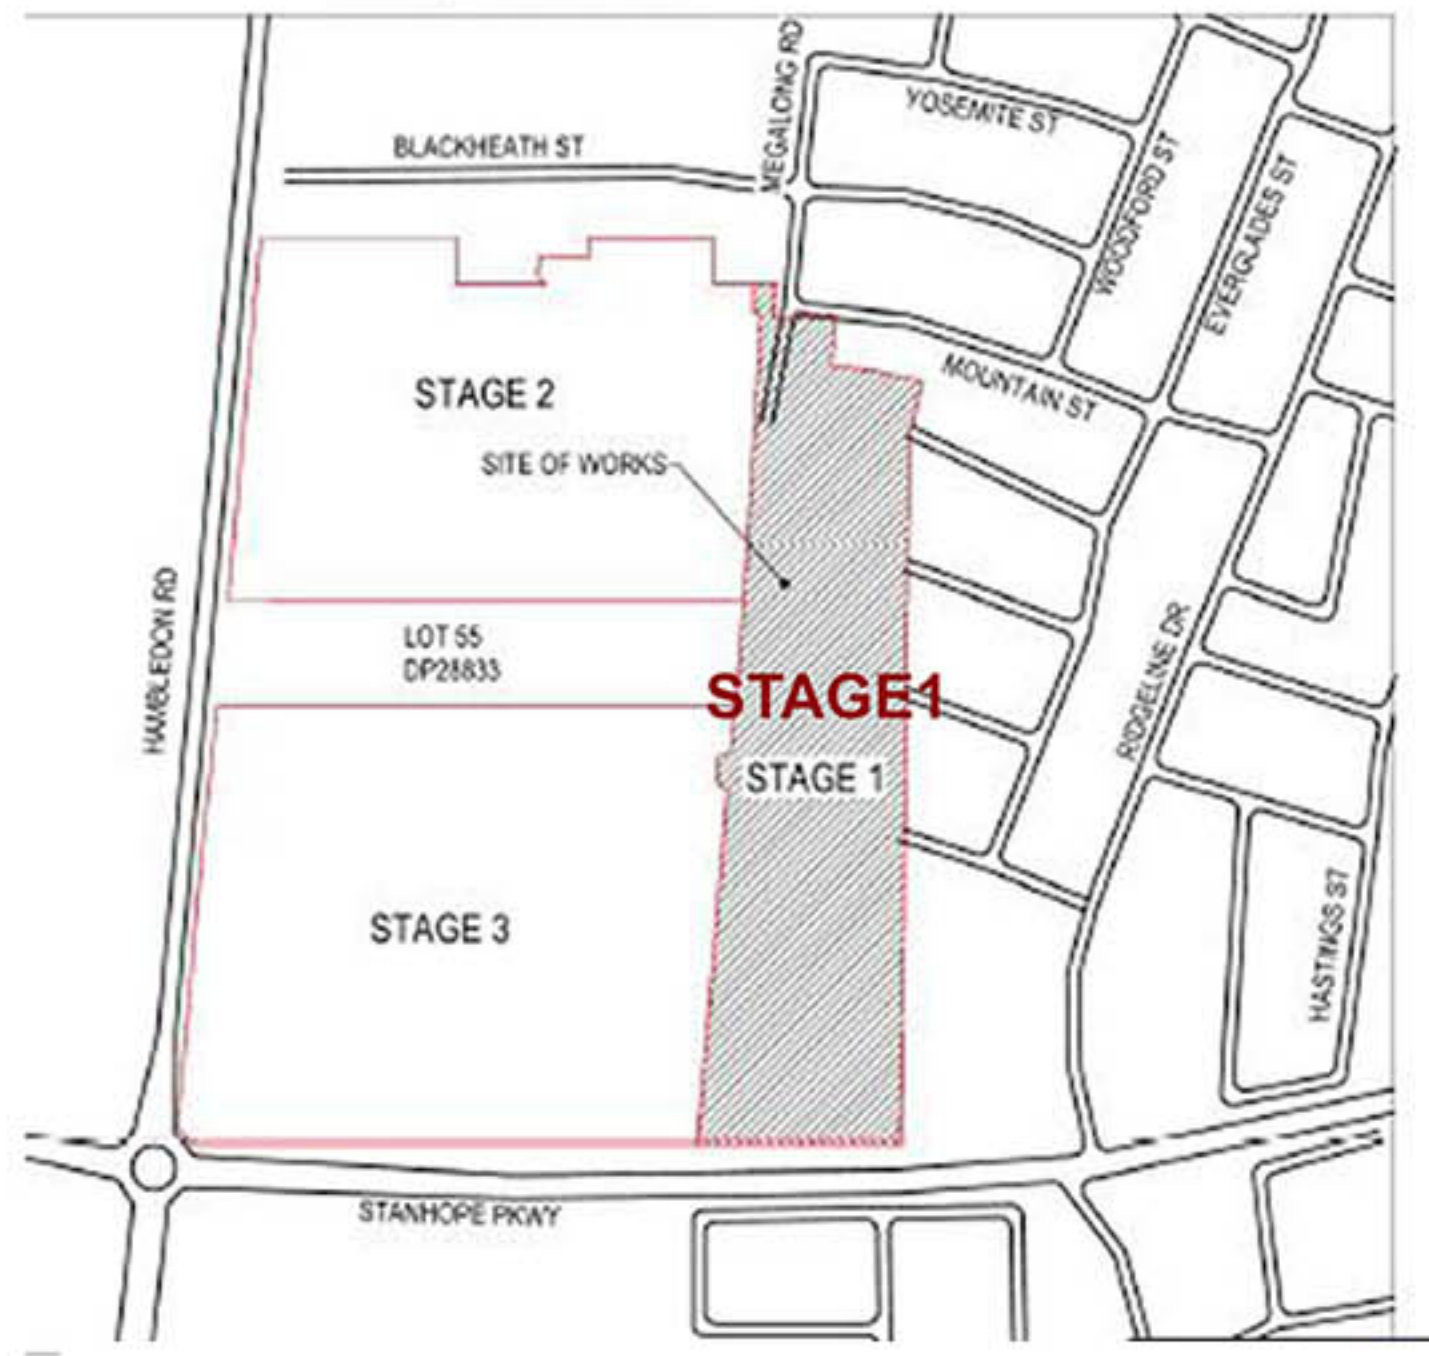 MEGALONG RD
YOSEMITE ST
BLACKHEATH ST
WOODFORD ST
EVERGLADES ST
STAGE 2
MOUNTAIN ST
SITE OF WORKS
HAMBLEDON RD
LOT 55
DP28833
RIDGELINE DR
STAGE1
STAGE 1
STAGE 3
HASTINGS ST
STANHOPE PKWY